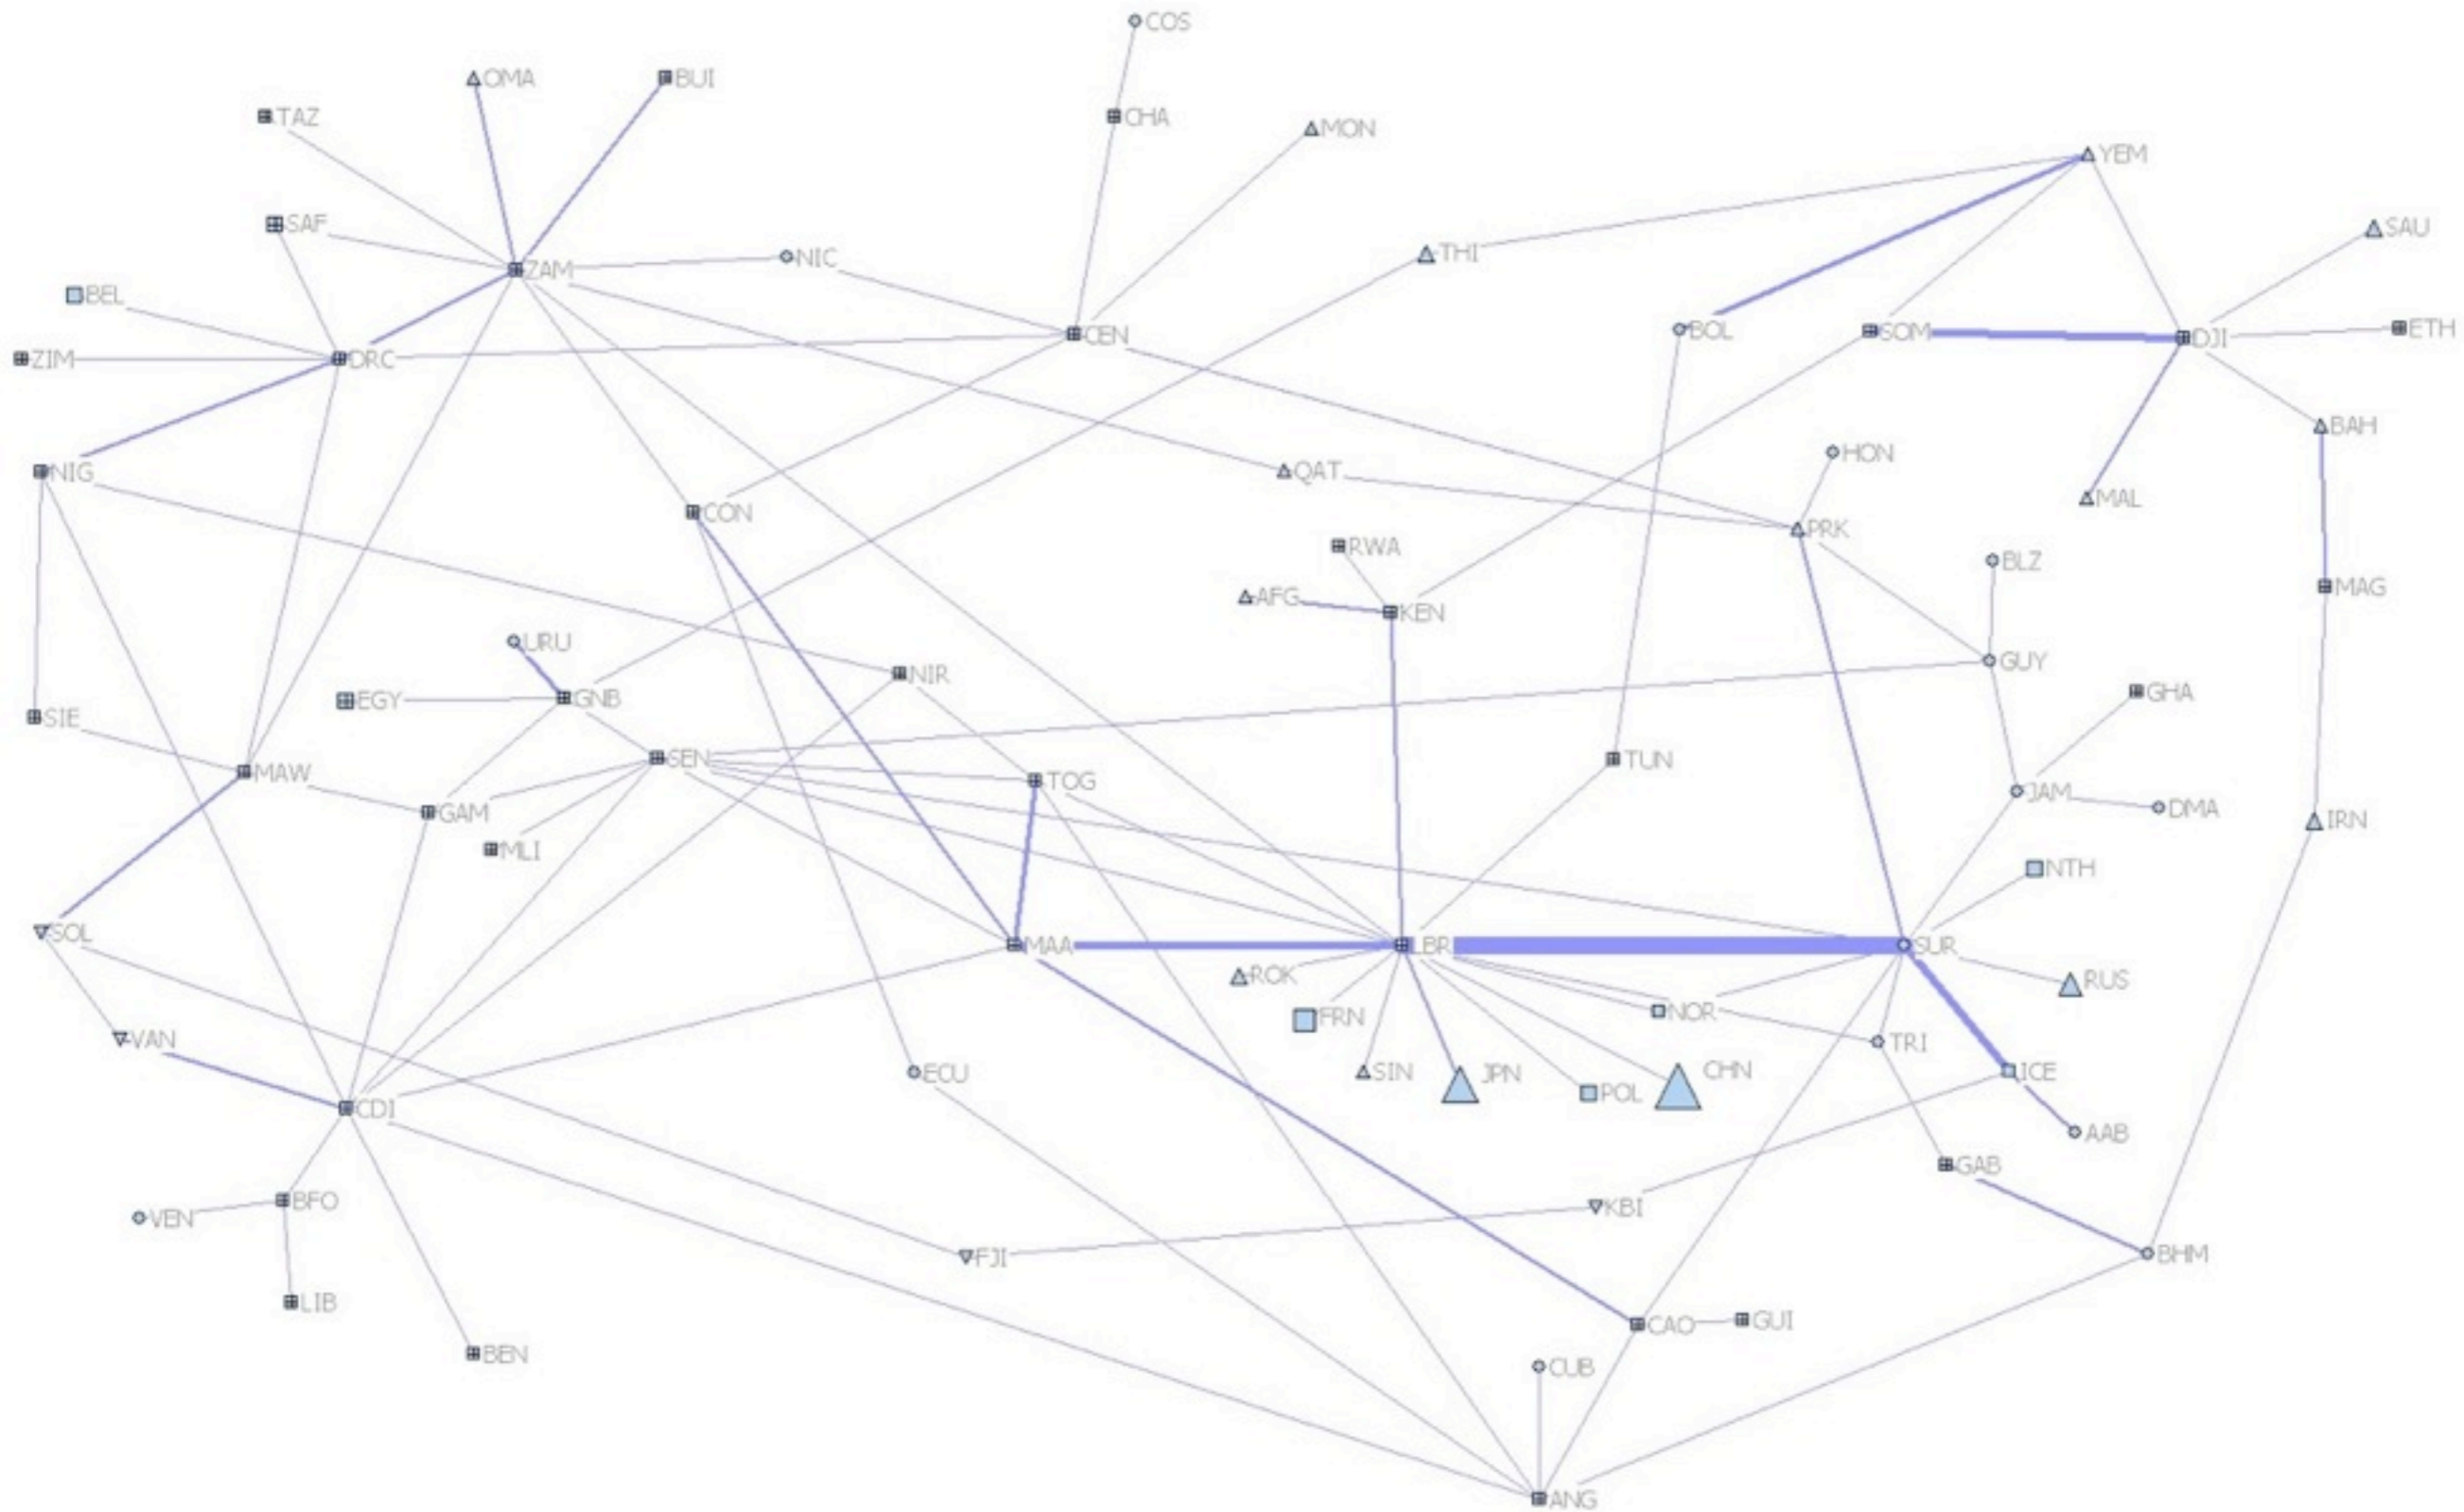 COS
OMA
BUI
TAZ
CHA
MON
YEM
SAF
SAU
NIC
THI
ZAM
BEL
BOL
SOM
ETH
CEN
DJI
ZIM
DRC
BAH
HON
NIG
QAT
MAL
CON
PRK
RWA
BLZ
MAG
AFG
KEN
URU
GUY
NIR
GHA
EGY
GNB
SIE
SEN
TUN
MAW
TOG
JAM
DMA
GAM
IRN
MLI
NTH
SOL
MAA
LBR
SUR
ROK
RUS
NOR
FRN
VAN
TRI
ECU
SIN
JPN
CHN
ICE
POL
CDI
AAB
GAB
BFO
KBI
VEN
BHM
FJI
LIB
GUI
CAO
BEN
CUB
ANG